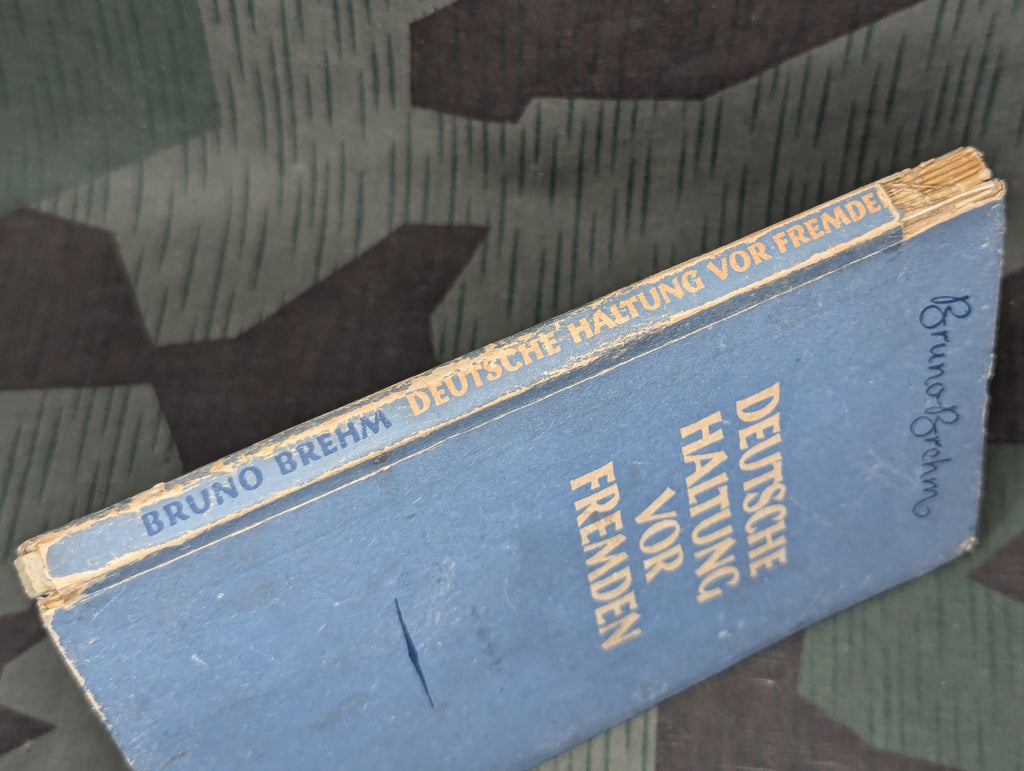 BRUNO BREHM DEUTSCHE HALTUNG VOR FREMDE
Bruno Brehm
DEUTSCHE
HALTUNG
VOR
FREMDEN